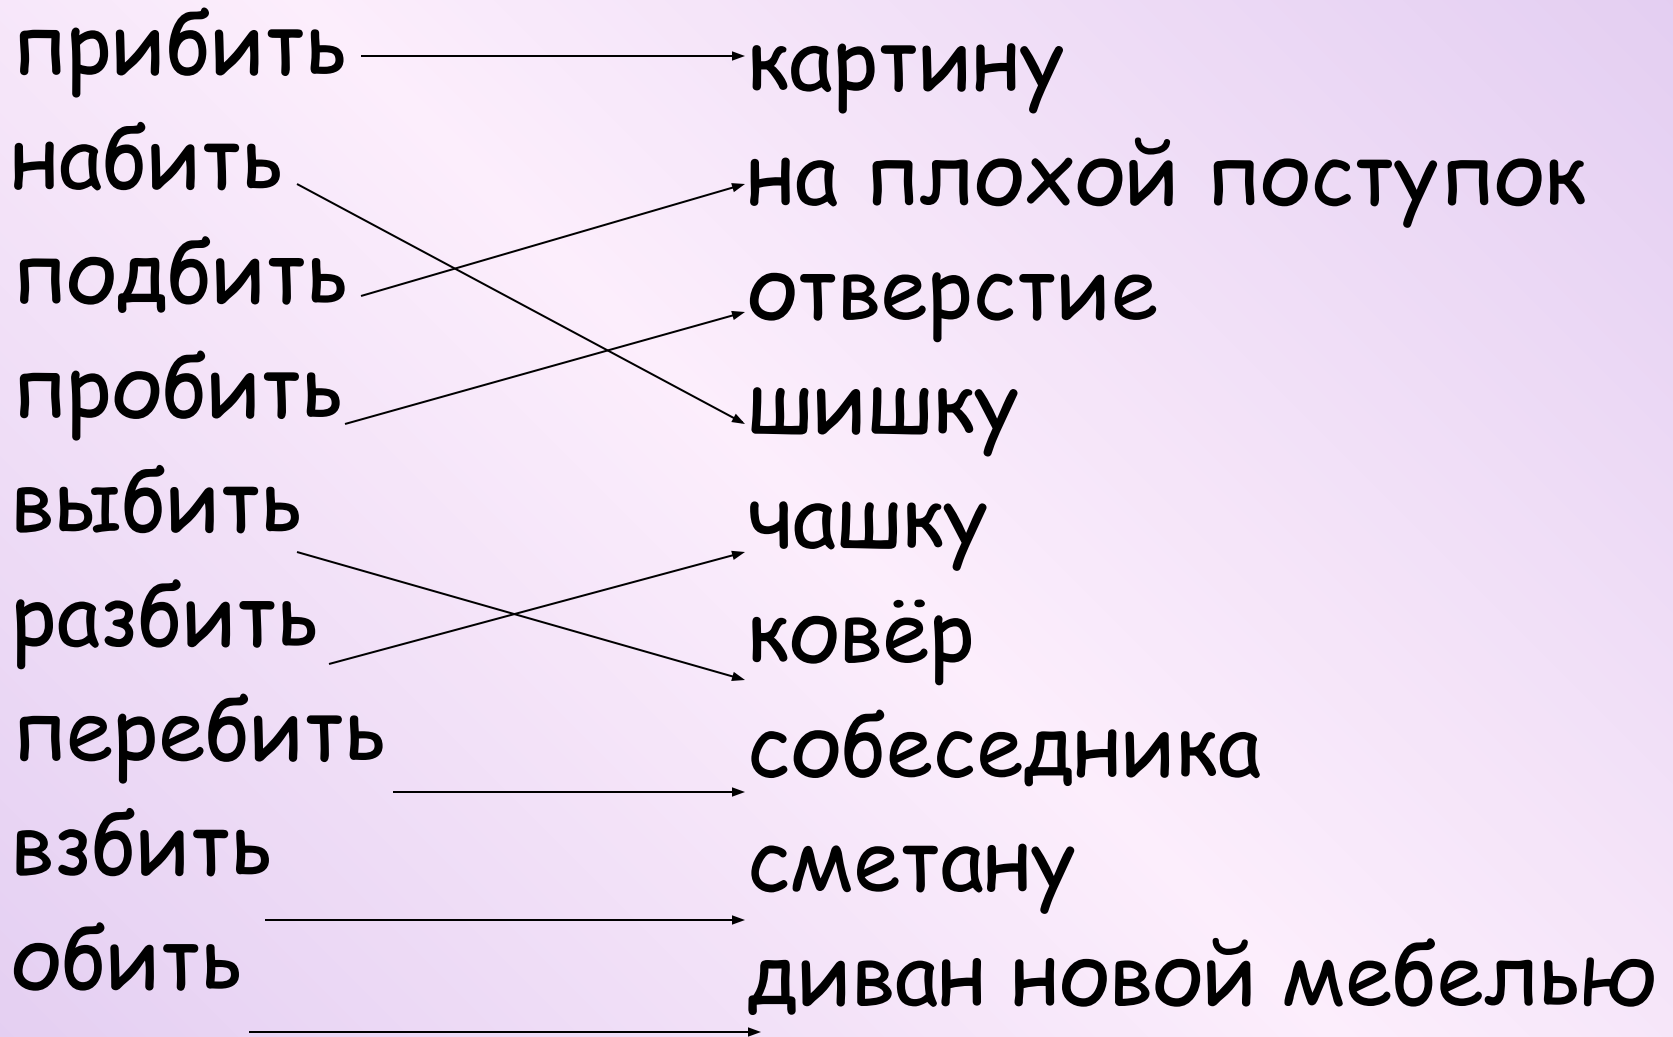 прибить
набить
подбить
пробить
выбить
разбить
перебить
взбить
обить
картину
на плохой поступок
отверстие
шишку
чашку
ковёр
собеседника
сметану
диван новой мебелью